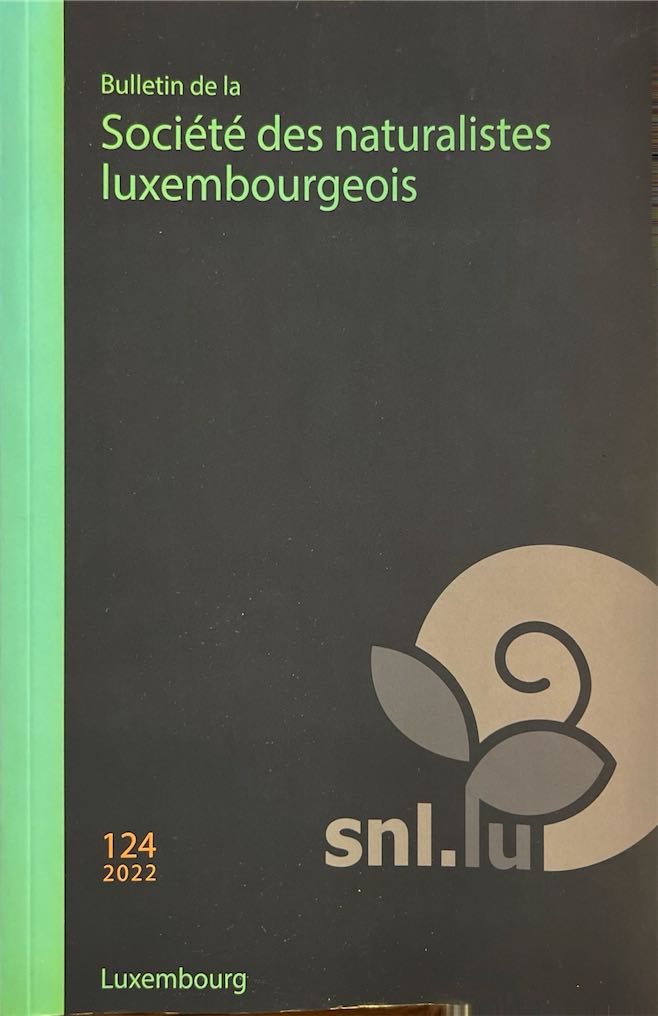 Bulletin de la
Société des naturalistes
luxembourgeois
snl.lu
124
2022
Luxembourg